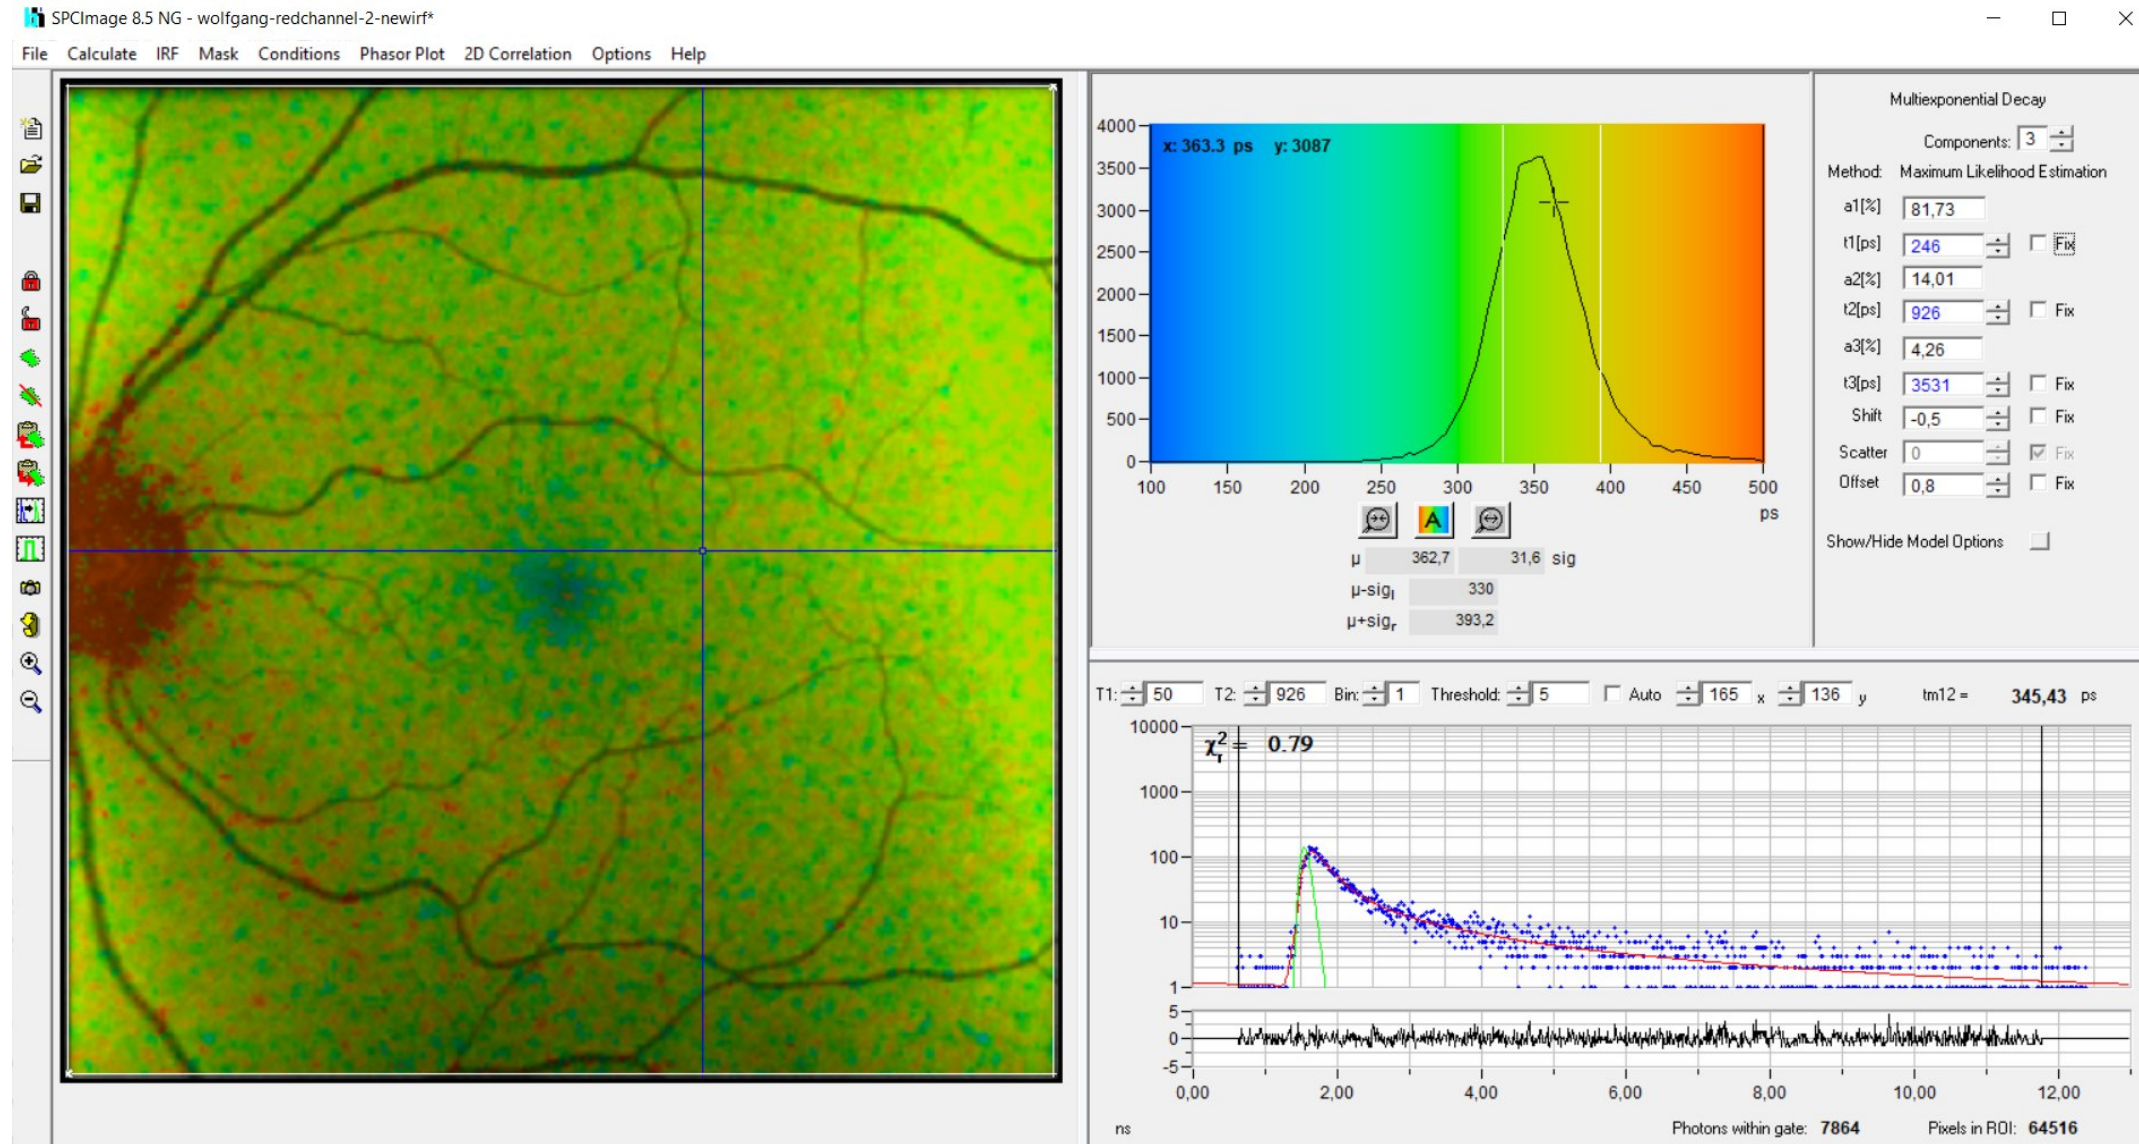 SPCImage 8.5 NG - wolfgang-redchannel-2-newirf*
File Calculate IRF Mask Conditions Phasor Plot 2D Correlation Options Help
4000
3500
3000
2500
2000
1500
1000
500
0
x: 363.3 ps y: 3087
100 150 200 250 300 350 400 450 500
ps
A
μ 362,7 31,6 sig
μ-sigl 330
μ+sigr 393,2
Multiexponential Decay
Components: 3
Method: Maximum Likelihood Estimation
a1[%] 81,73
t1[ps] 246 Fix
a2[%] 14,01
t2[ps] 926 Fix
a3[%] 4,26
t3[ps] 3531 Fix
Shift -0,5 Fix
Scatter 0 Fix
Offset 0,8 Fix
Show/Hide Model Options
T1: 50 T2: 926 Bin: 1 Threshold: 5 Auto 165 x 136 y tm12 = 345,43 ps
10000
1000
100
10
1
χ²r = 0.79
5
0
-5
0,00 2,00 4,00 6,00 8,00 10,00 12,00
ns Photons within gate: 7864 Pixels in ROI: 64516